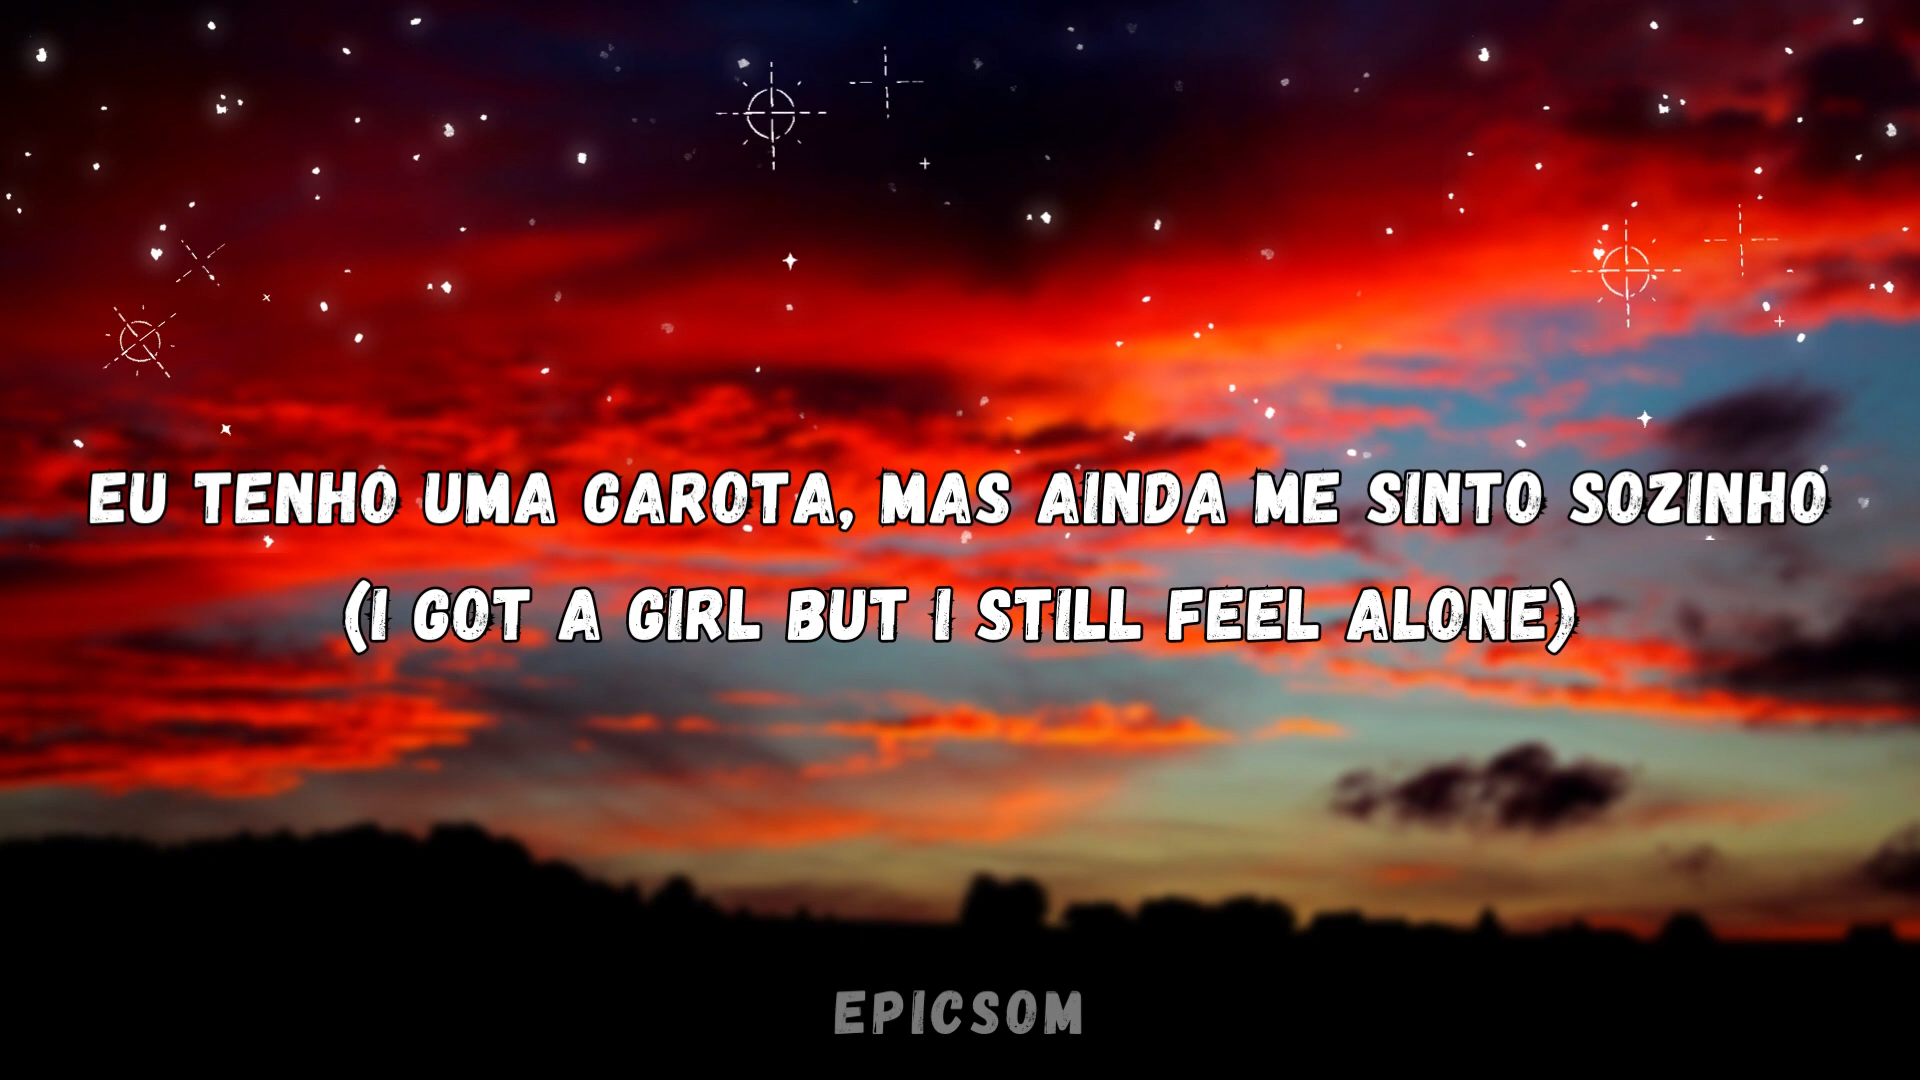 EU TENHO UMA GAROTA, MAS AINDA ME SINTO SOZINHO
(I GOT A GIRL BUT I STILL FEEL ALONE)
EPICSOM